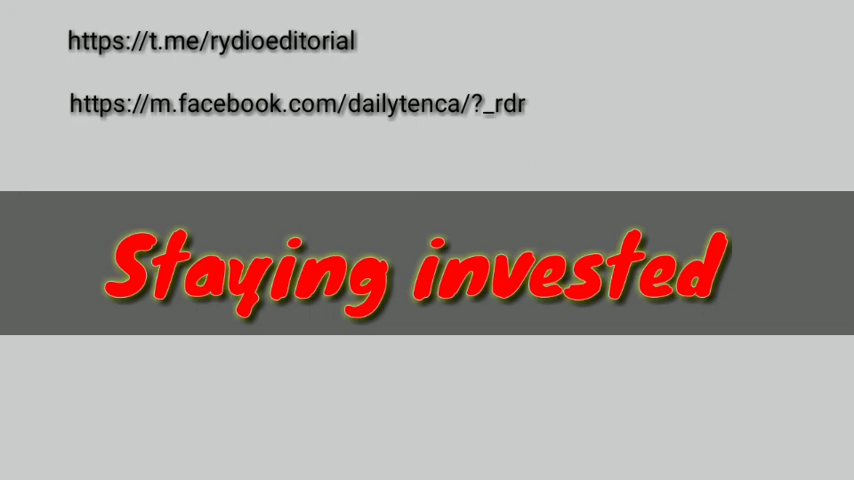 https://t.me/rydioeditorial
https://m.facebook.com/dailytenca/?_rdr
Staying invested